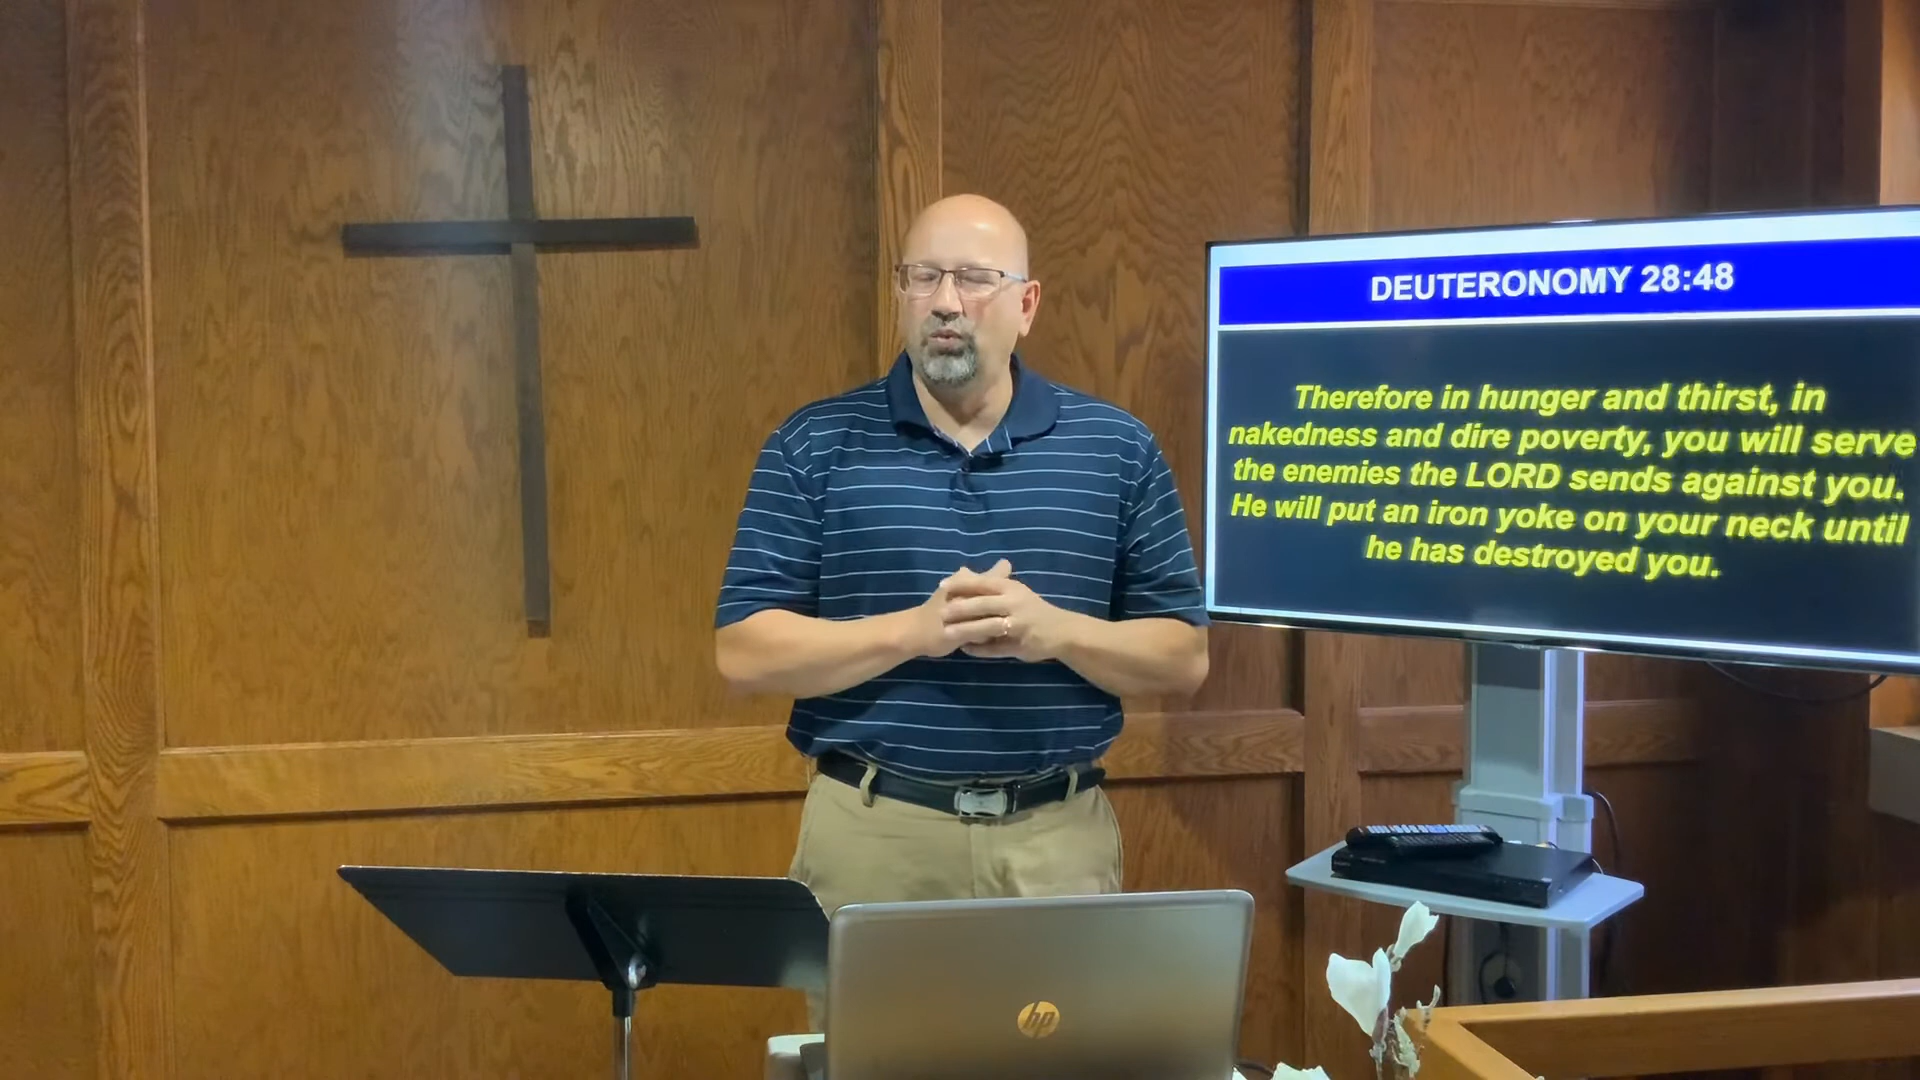 DEUTERONOMY 28:48
Therefore in hunger and thirst, in
nakedness and dire poverty, you will serve
the enemies the LORD sends against you.
He will put an iron yoke on your neck until
he has destroyed you.
hp